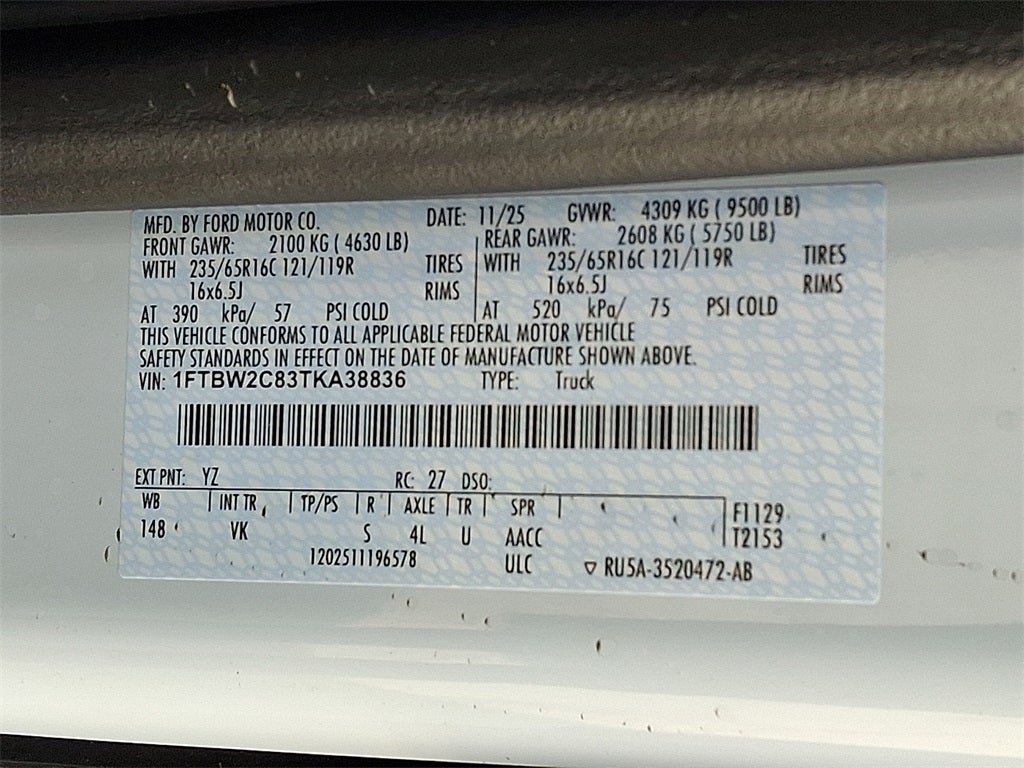 MFD. BY FORD MOTOR CO. DATE: 11/25 GVWR: 4309 KG ( 9500 LB)
FRONT GAWR: 2100 KG ( 4630 LB) REAR GAWR: 2608 KG ( 5750 LB)
WITH 235/65R16C 121/119R TIRES WITH 235/65R16C 121/119R TIRES
16x6.5J RIMS 16x6.5J RIMS
AT 390 kPa/ 57 PSI COLD AT 520 kPa/ 75 PSI COLD
THIS VEHICLE CONFORMS TO ALL APPLICABLE FEDERAL MOTOR VEHICLE
SAFETY STANDARDS IN EFFECT ON THE DATE OF MANUFACTURE SHOWN ABOVE.
VIN: 1FTBW2C83TKA38836 TYPE: Truck
EXT PNT: YZ RC: 27 DSO:
WB INT TR TP/PS R AXLE TR SPR F1129
148 VK S 4L U AACC T2153
1202511196578 ULC ▽ RU5A-3520472-AB